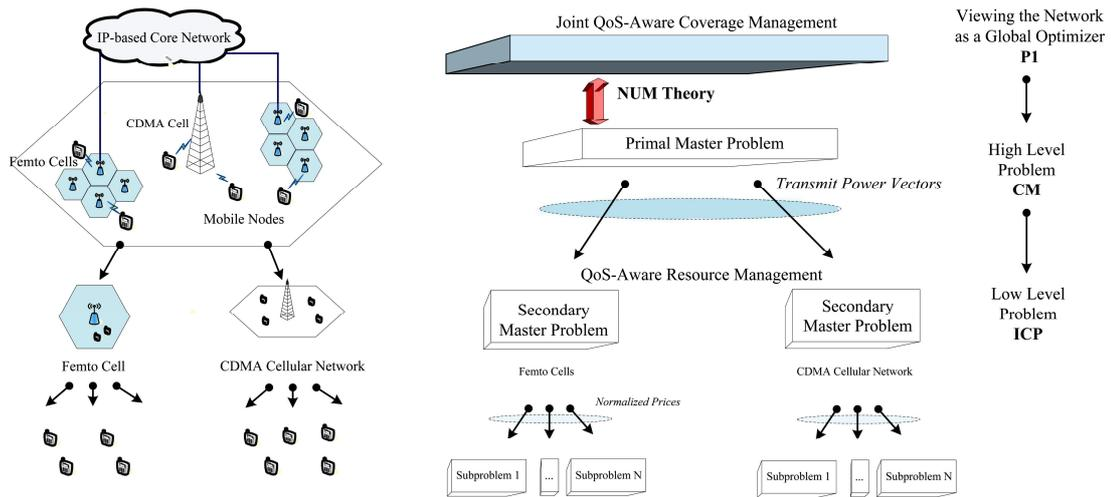 IP-based Core Network
CDMA Cell
Femto Cells
Mobile Nodes
Femto Cell
CDMA Cellular Network
Joint QoS-Aware Coverage Management
NUM Theory
Primal Master Problem
Transmit Power Vectors
QoS-Aware Resource Management
Secondary
Master Problem
Secondary
Master Problem
Femto Cells
CDMA Cellular Network
Normalized Prices
Subproblem 1
...
Subproblem N
Subproblem 1
...
Subproblem N
Viewing the Network
as a Global Optimizer
P1
High Level
Problem
CM
Low Level
Problem
ICP